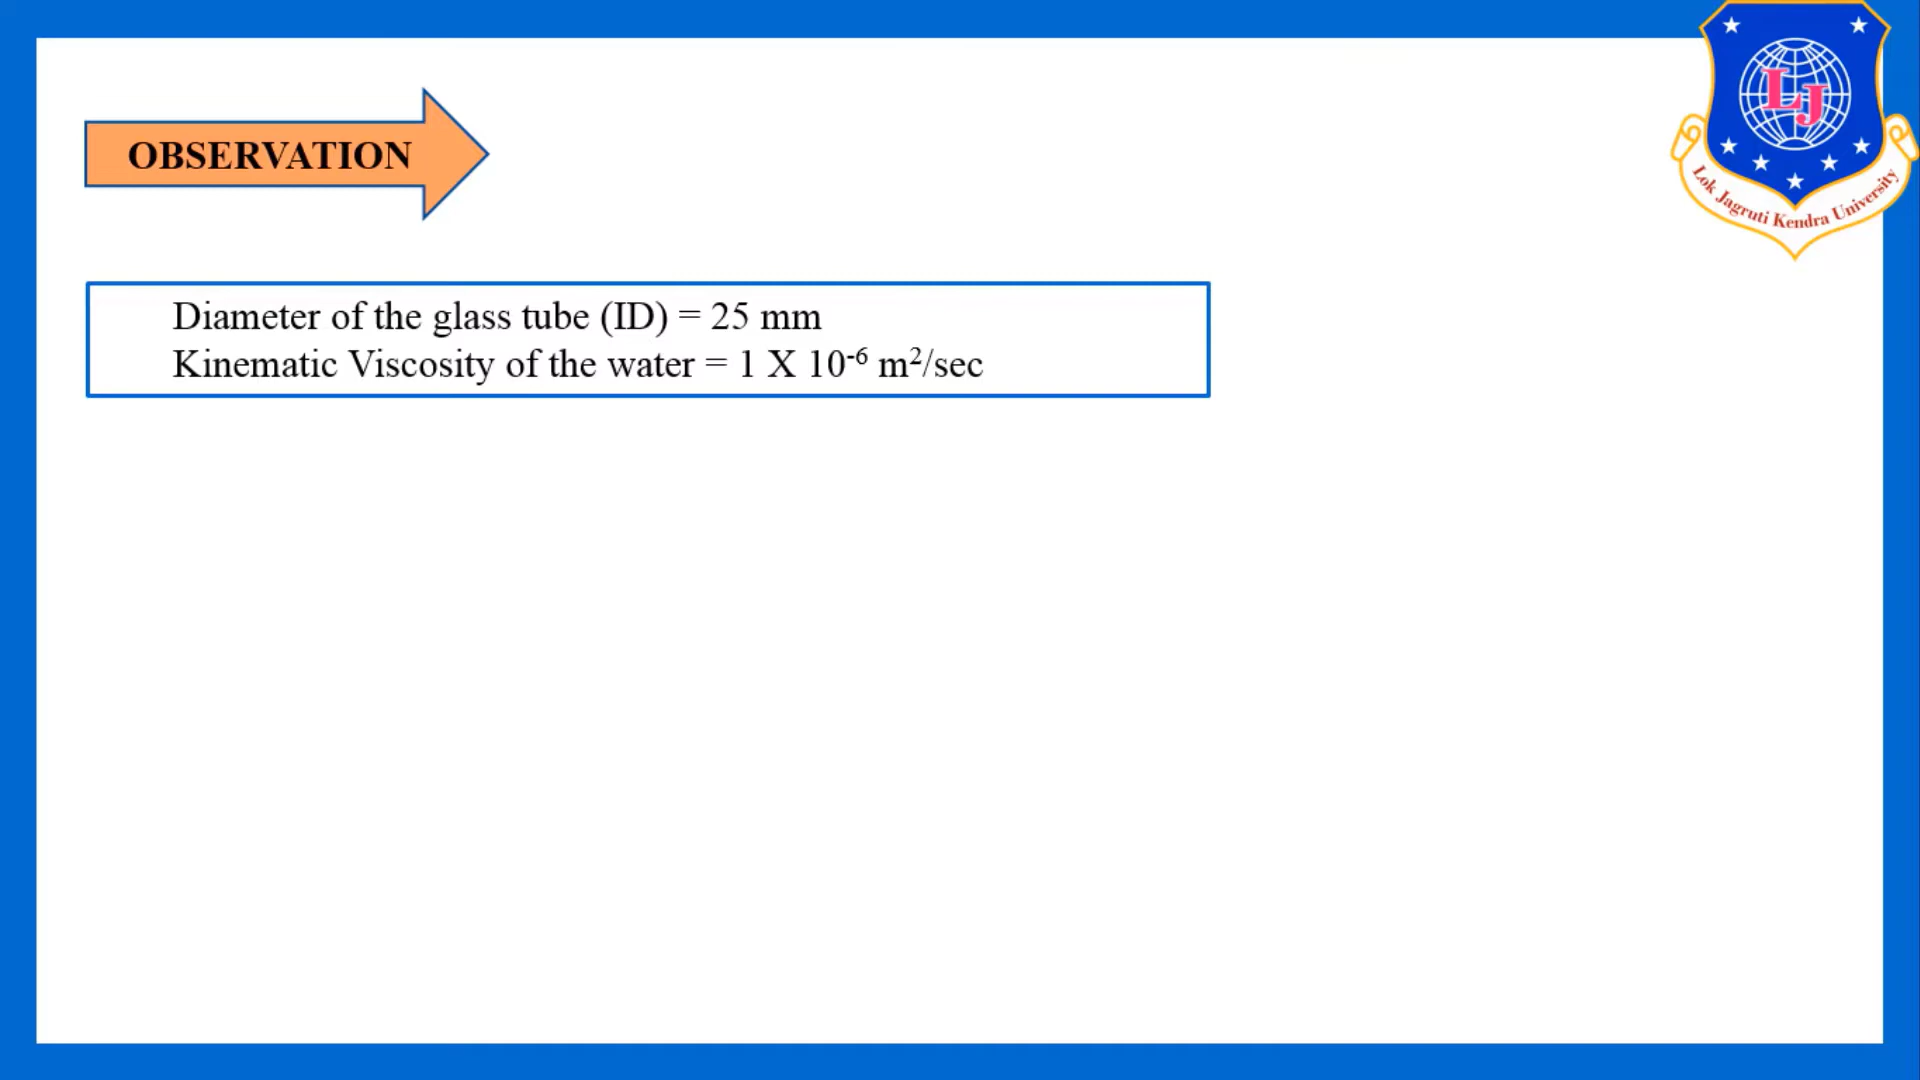 LJ
Lok Jagruti Kendra University
OBSERVATION
Diameter of the glass tube (ID) = 25 mm
Kinematic Viscosity of the water = 1 X 10⁻⁶ m²/sec